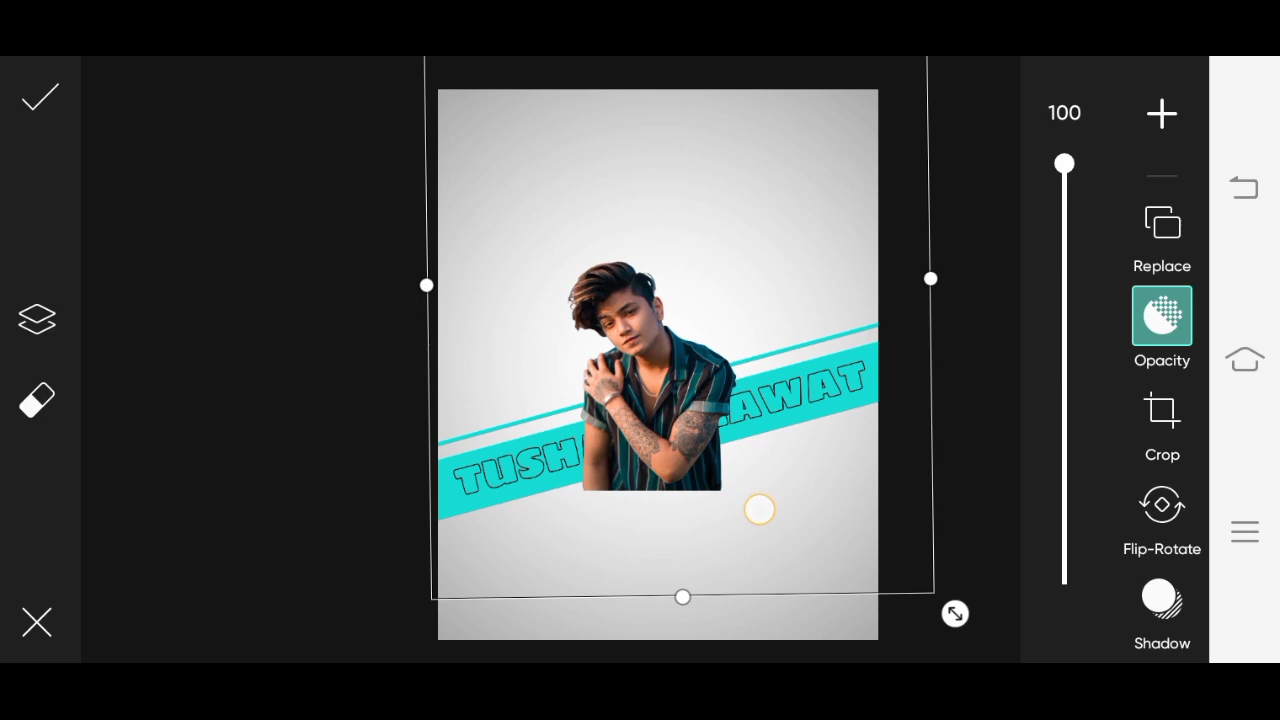 100
Replace
Opacity
TUSH AWAT
Crop
Flip-Rotate
Shadow